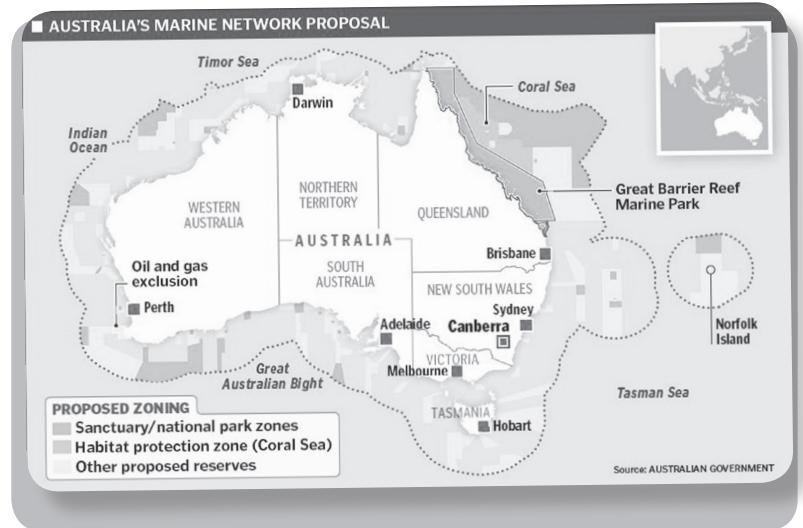 AUSTRALIA'S MARINE NETWORK PROPOSAL
Timor Sea
Coral Sea
Darwin
Indian
Ocean
NORTHERN
TERRITORY
WESTERN
AUSTRALIA
QUEENSLAND
Great Barrier Reef
Marine Park
AUSTRALIA
Brisbane
Oil and gas
exclusion
SOUTH
AUSTRALIA
NEW SOUTH WALES
Perth
Sydney
Adelaide
Canberra
Norfolk
Island
VICTORIA
Great
Australian Bight
Melbourne
Tasman Sea
TASMANIA
Hobart
PROPOSED ZONING
Sanctuary/national park zones
Habitat protection zone (Coral Sea)
Other proposed reserves
Source: AUSTRALIAN GOVERNMENT